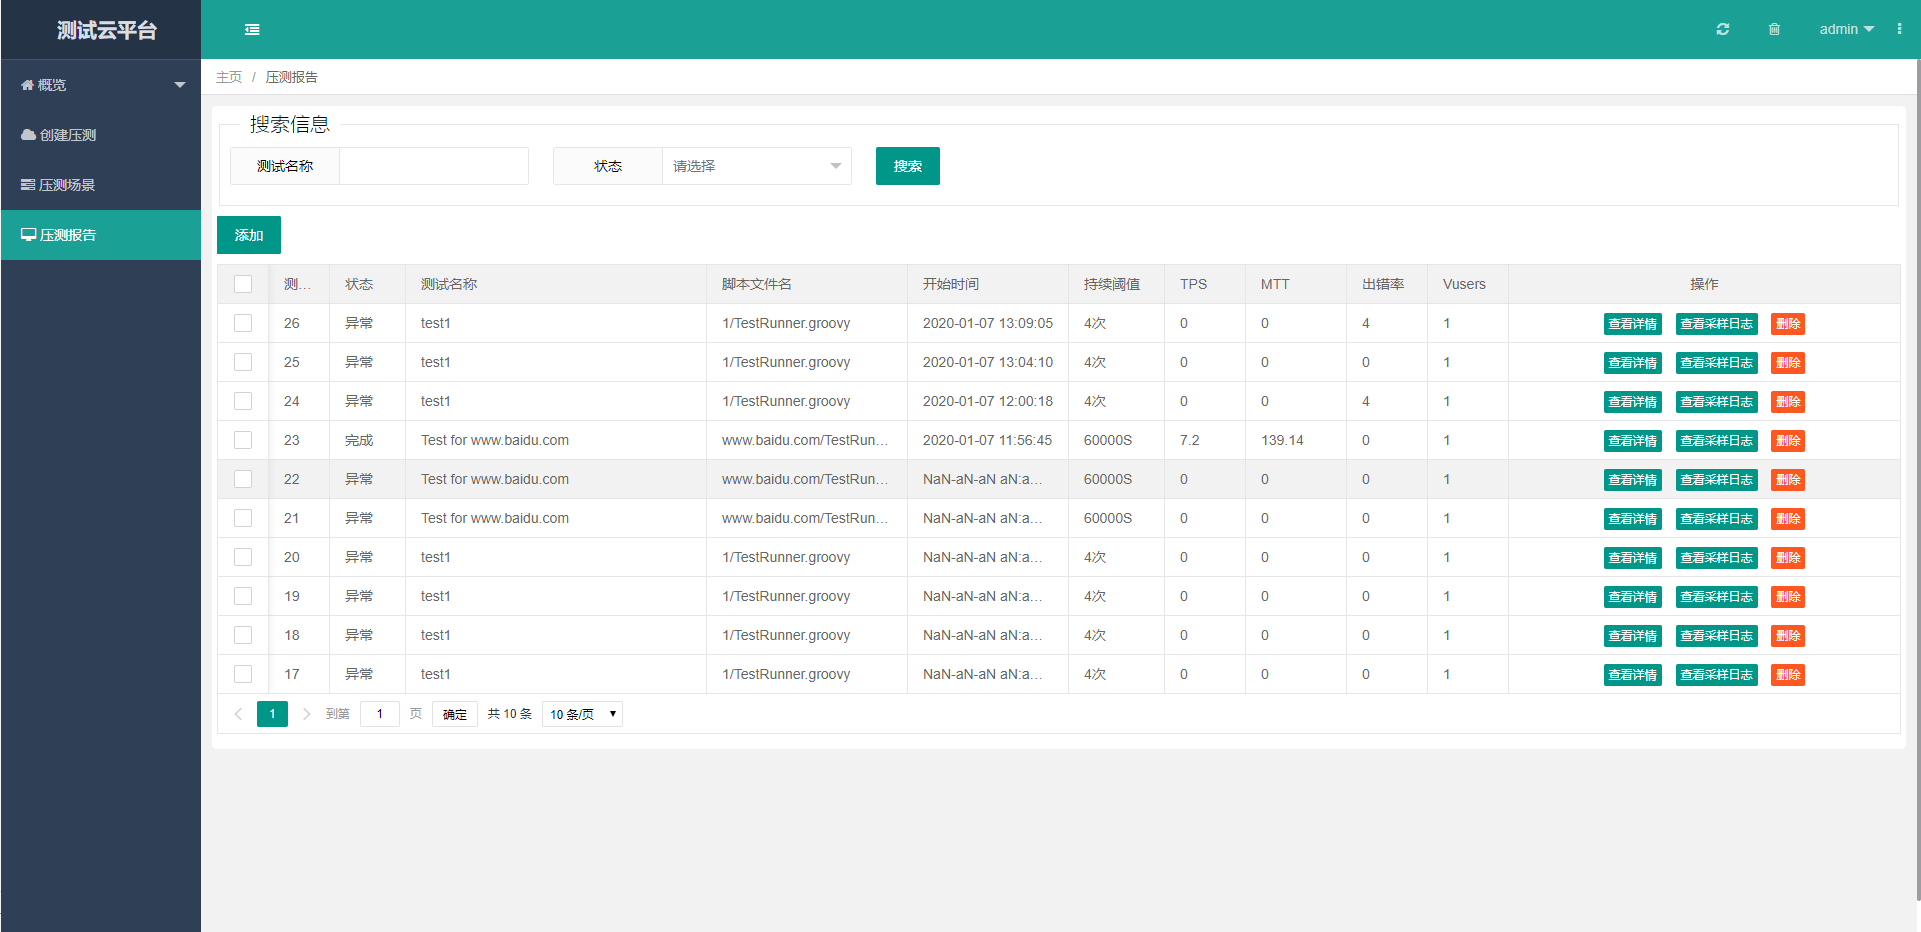 测试云平台
admin
概览
创建压测
压测场景
压测报告
主页 / 压测报告
搜索信息
测试名称 状态 请选择 搜索
添加
测... 状态 测试名称 脚本文件名 开始时间 持续阈值 TPS MTT 出错率 Vusers 操作
26 异常 test1 1/TestRunner.groovy 2020-01-07 13:09:05 4次 0 0 4 1 查看详情 查看采样日志 删除
25 异常 test1 1/TestRunner.groovy 2020-01-07 13:04:10 4次 0 0 0 1 查看详情 查看采样日志 删除
24 异常 test1 1/TestRunner.groovy 2020-01-07 12:00:18 4次 0 0 4 1 查看详情 查看采样日志 删除
23 完成 Test for www.baidu.com www.baidu.com/TestRun... 2020-01-07 11:56:45 60000S 7.2 139.14 0 1 查看详情 查看采样日志 删除
22 异常 Test for www.baidu.com www.baidu.com/TestRun... NaN-aN-aN aN:a... 60000S 0 0 0 1 查看详情 查看采样日志 删除
21 异常 Test for www.baidu.com www.baidu.com/TestRun... NaN-aN-aN aN:a... 60000S 0 0 0 1 查看详情 查看采样日志 删除
20 异常 test1 1/TestRunner.groovy NaN-aN-aN aN:a... 4次 0 0 0 1 查看详情 查看采样日志 删除
19 异常 test1 1/TestRunner.groovy NaN-aN-aN aN:a... 4次 0 0 0 1 查看详情 查看采样日志 删除
18 异常 test1 1/TestRunner.groovy NaN-aN-aN aN:a... 4次 0 0 0 1 查看详情 查看采样日志 删除
17 异常 test1 1/TestRunner.groovy NaN-aN-aN aN:a... 4次 0 0 0 1 查看详情 查看采样日志 删除
1 到第 1 页 确定 共 10 条 10 条/页